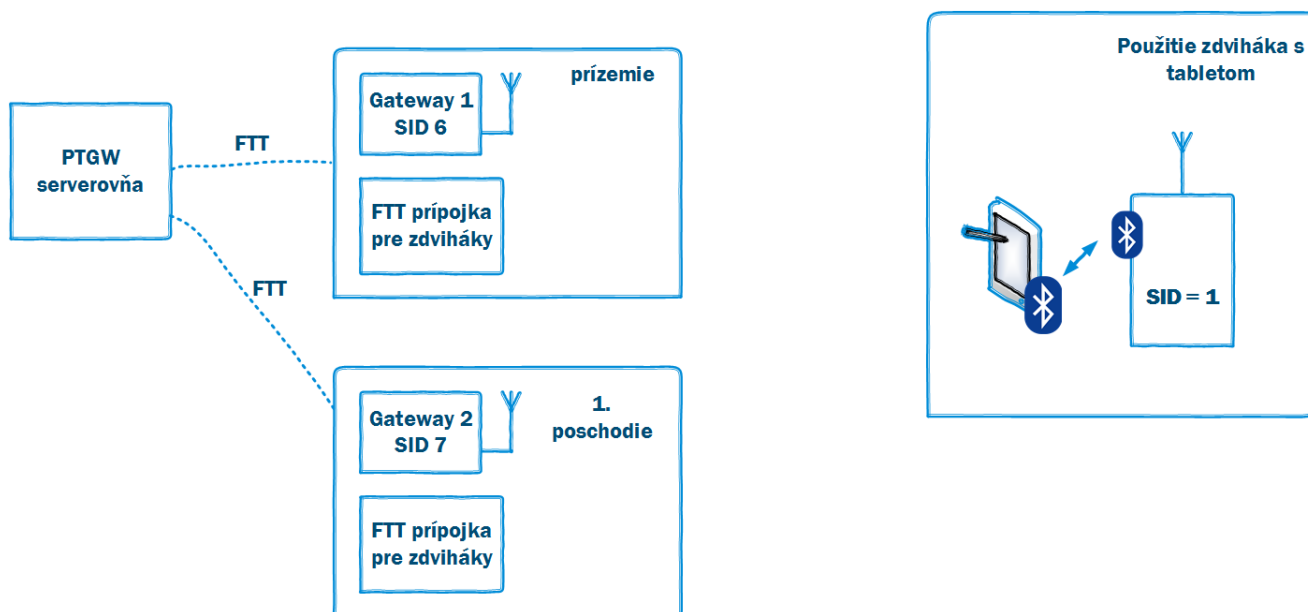 PTGW
serverovňa
FTT
FTT
prízemie
Gateway 1
SID 6
FTT prípojka
pre zdviháky
1.
poschodie
Gateway 2
SID 7
FTT prípojka
pre zdviháky
Použitie zdviháka s
tabletom
SID = 1